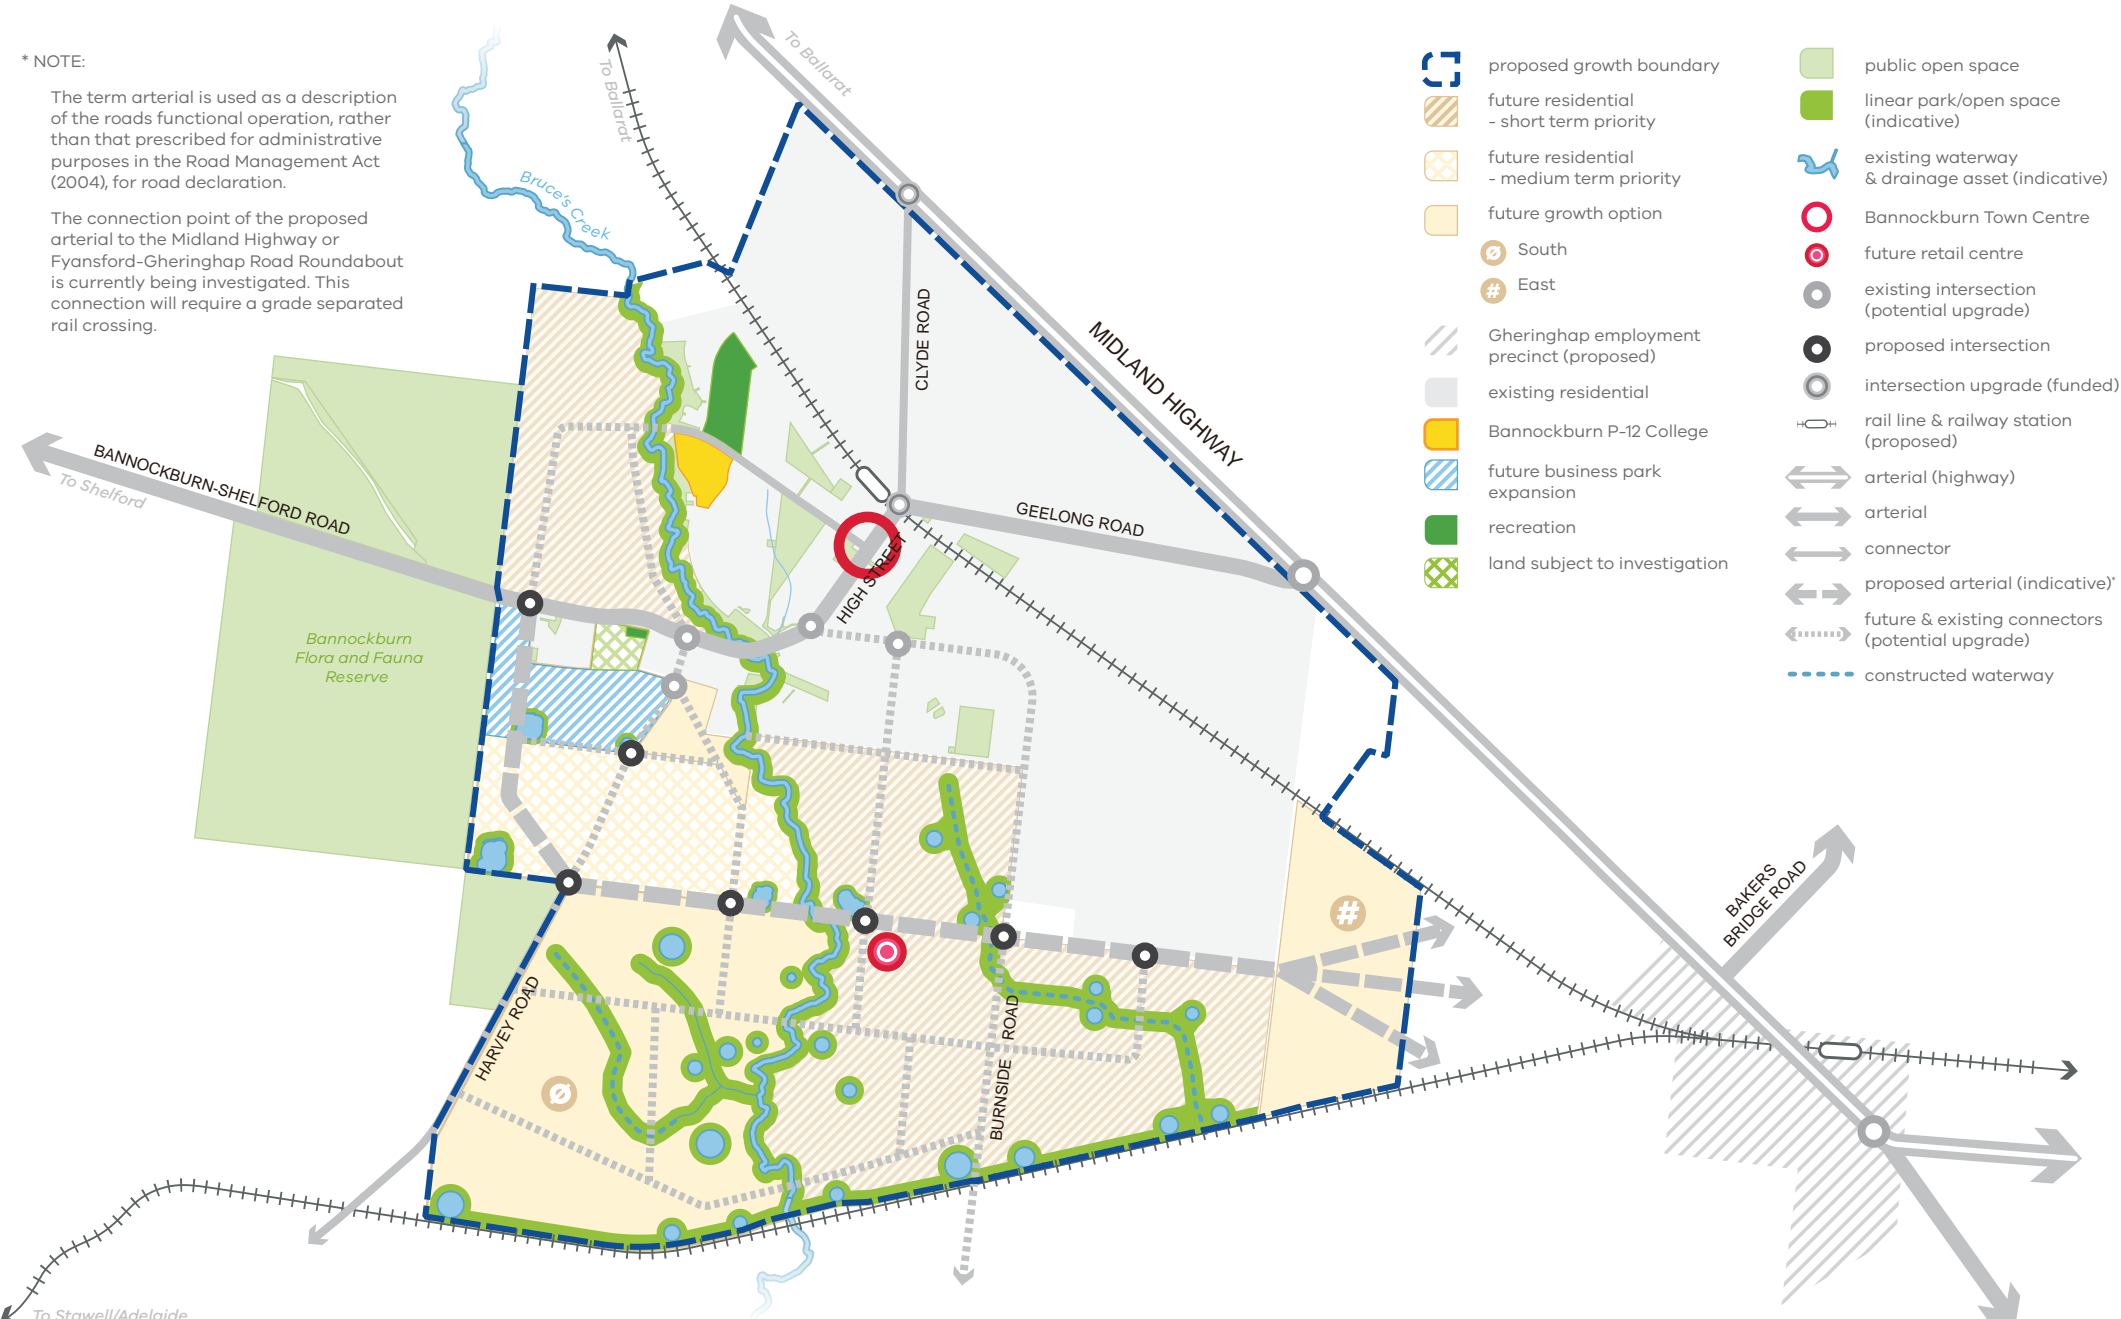 * NOTE:
The term arterial is used as a description
of the roads functional operation, rather
than that prescribed for administrative
purposes in the Road Management Act
(2004), for road declaration.
The connection point of the proposed
arterial to the Midland Highway or
Fyansford-Gheringhap Road Roundabout
is currently being investigated. This
connection will require a grade separated
rail crossing.
To Ballarat
To Ballarat
Bruce's Creek
CLYDE ROAD
MIDLAND HIGHWAY
BANNOCKBURN-SHELFORD ROAD
To Shelford
GEELONG ROAD
HIGH STREET
Bannockburn
Flora and Fauna
Reserve
HARVEY ROAD
BURNSIDE ROAD
BAKERS
BRIDGE ROAD
#
Ø
To Stawell/Adelaide
proposed growth boundary
future residential
- short term priority
future residential
- medium term priority
future growth option
Ø South
# East
Gheringhap employment
precinct (proposed)
existing residential
Bannockburn P-12 College
future business park
expansion
recreation
land subject to investigation
public open space
linear park/open space
(indicative)
existing waterway
& drainage asset (indicative)
Bannockburn Town Centre
future retail centre
existing intersection
(potential upgrade)
proposed intersection
intersection upgrade (funded)
rail line & railway station
(proposed)
arterial (highway)
arterial
connector
proposed arterial (indicative)*
future & existing connectors
(potential upgrade)
constructed waterway